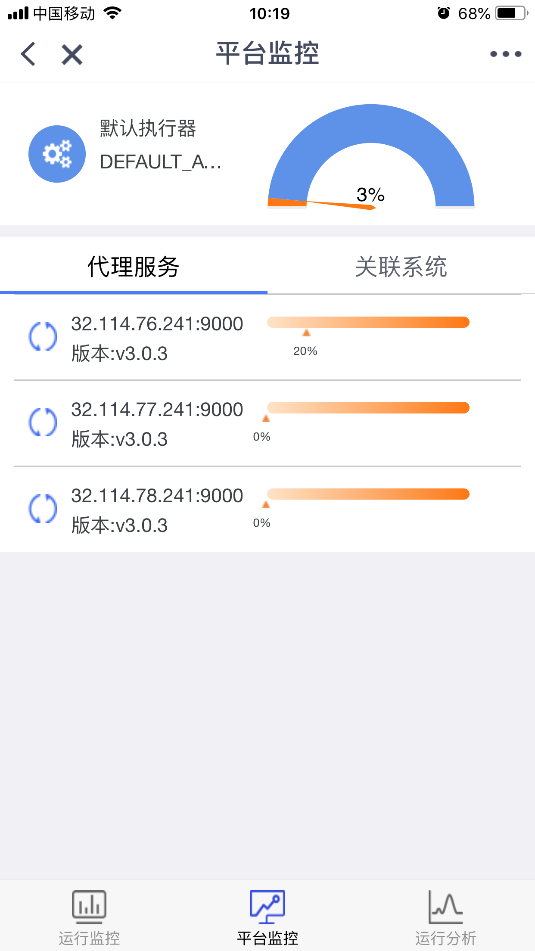 中国移动 10:19 68%
平台监控
默认执行器
DEFAULT_A...
3%
代理服务 关联系统
32.114.76.241:9000
版本:v3.0.3
20%
32.114.77.241:9000
版本:v3.0.3
0%
32.114.78.241:9000
版本:v3.0.3
0%
运行监控 平台监控 运行分析